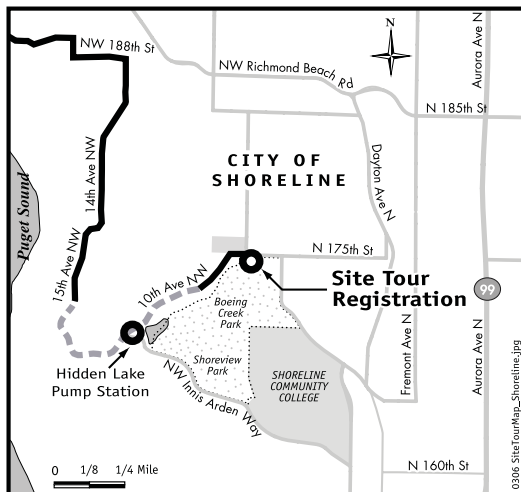 N
NW 188th St
NW Richmond Beach Rd
Aurora Ave N
N 185th St
CITY OF
SHORELINE
Dayton Ave N
14th Ave NW
Puget Sound
N 175th St
15th Ave NW
10th Ave NW
Site Tour
Registration
99
Boeing
Creek
Park
Fremont Ave N
Aurora Ave N
Hidden Lake
Pump Station
Shoreview
Park
SHORELINE
COMMUNITY
COLLEGE
NW Innis Arden Way
N 160th St
0 1/8 1/4 Mile
0306 SiteTourMap_Shoreline.jpg